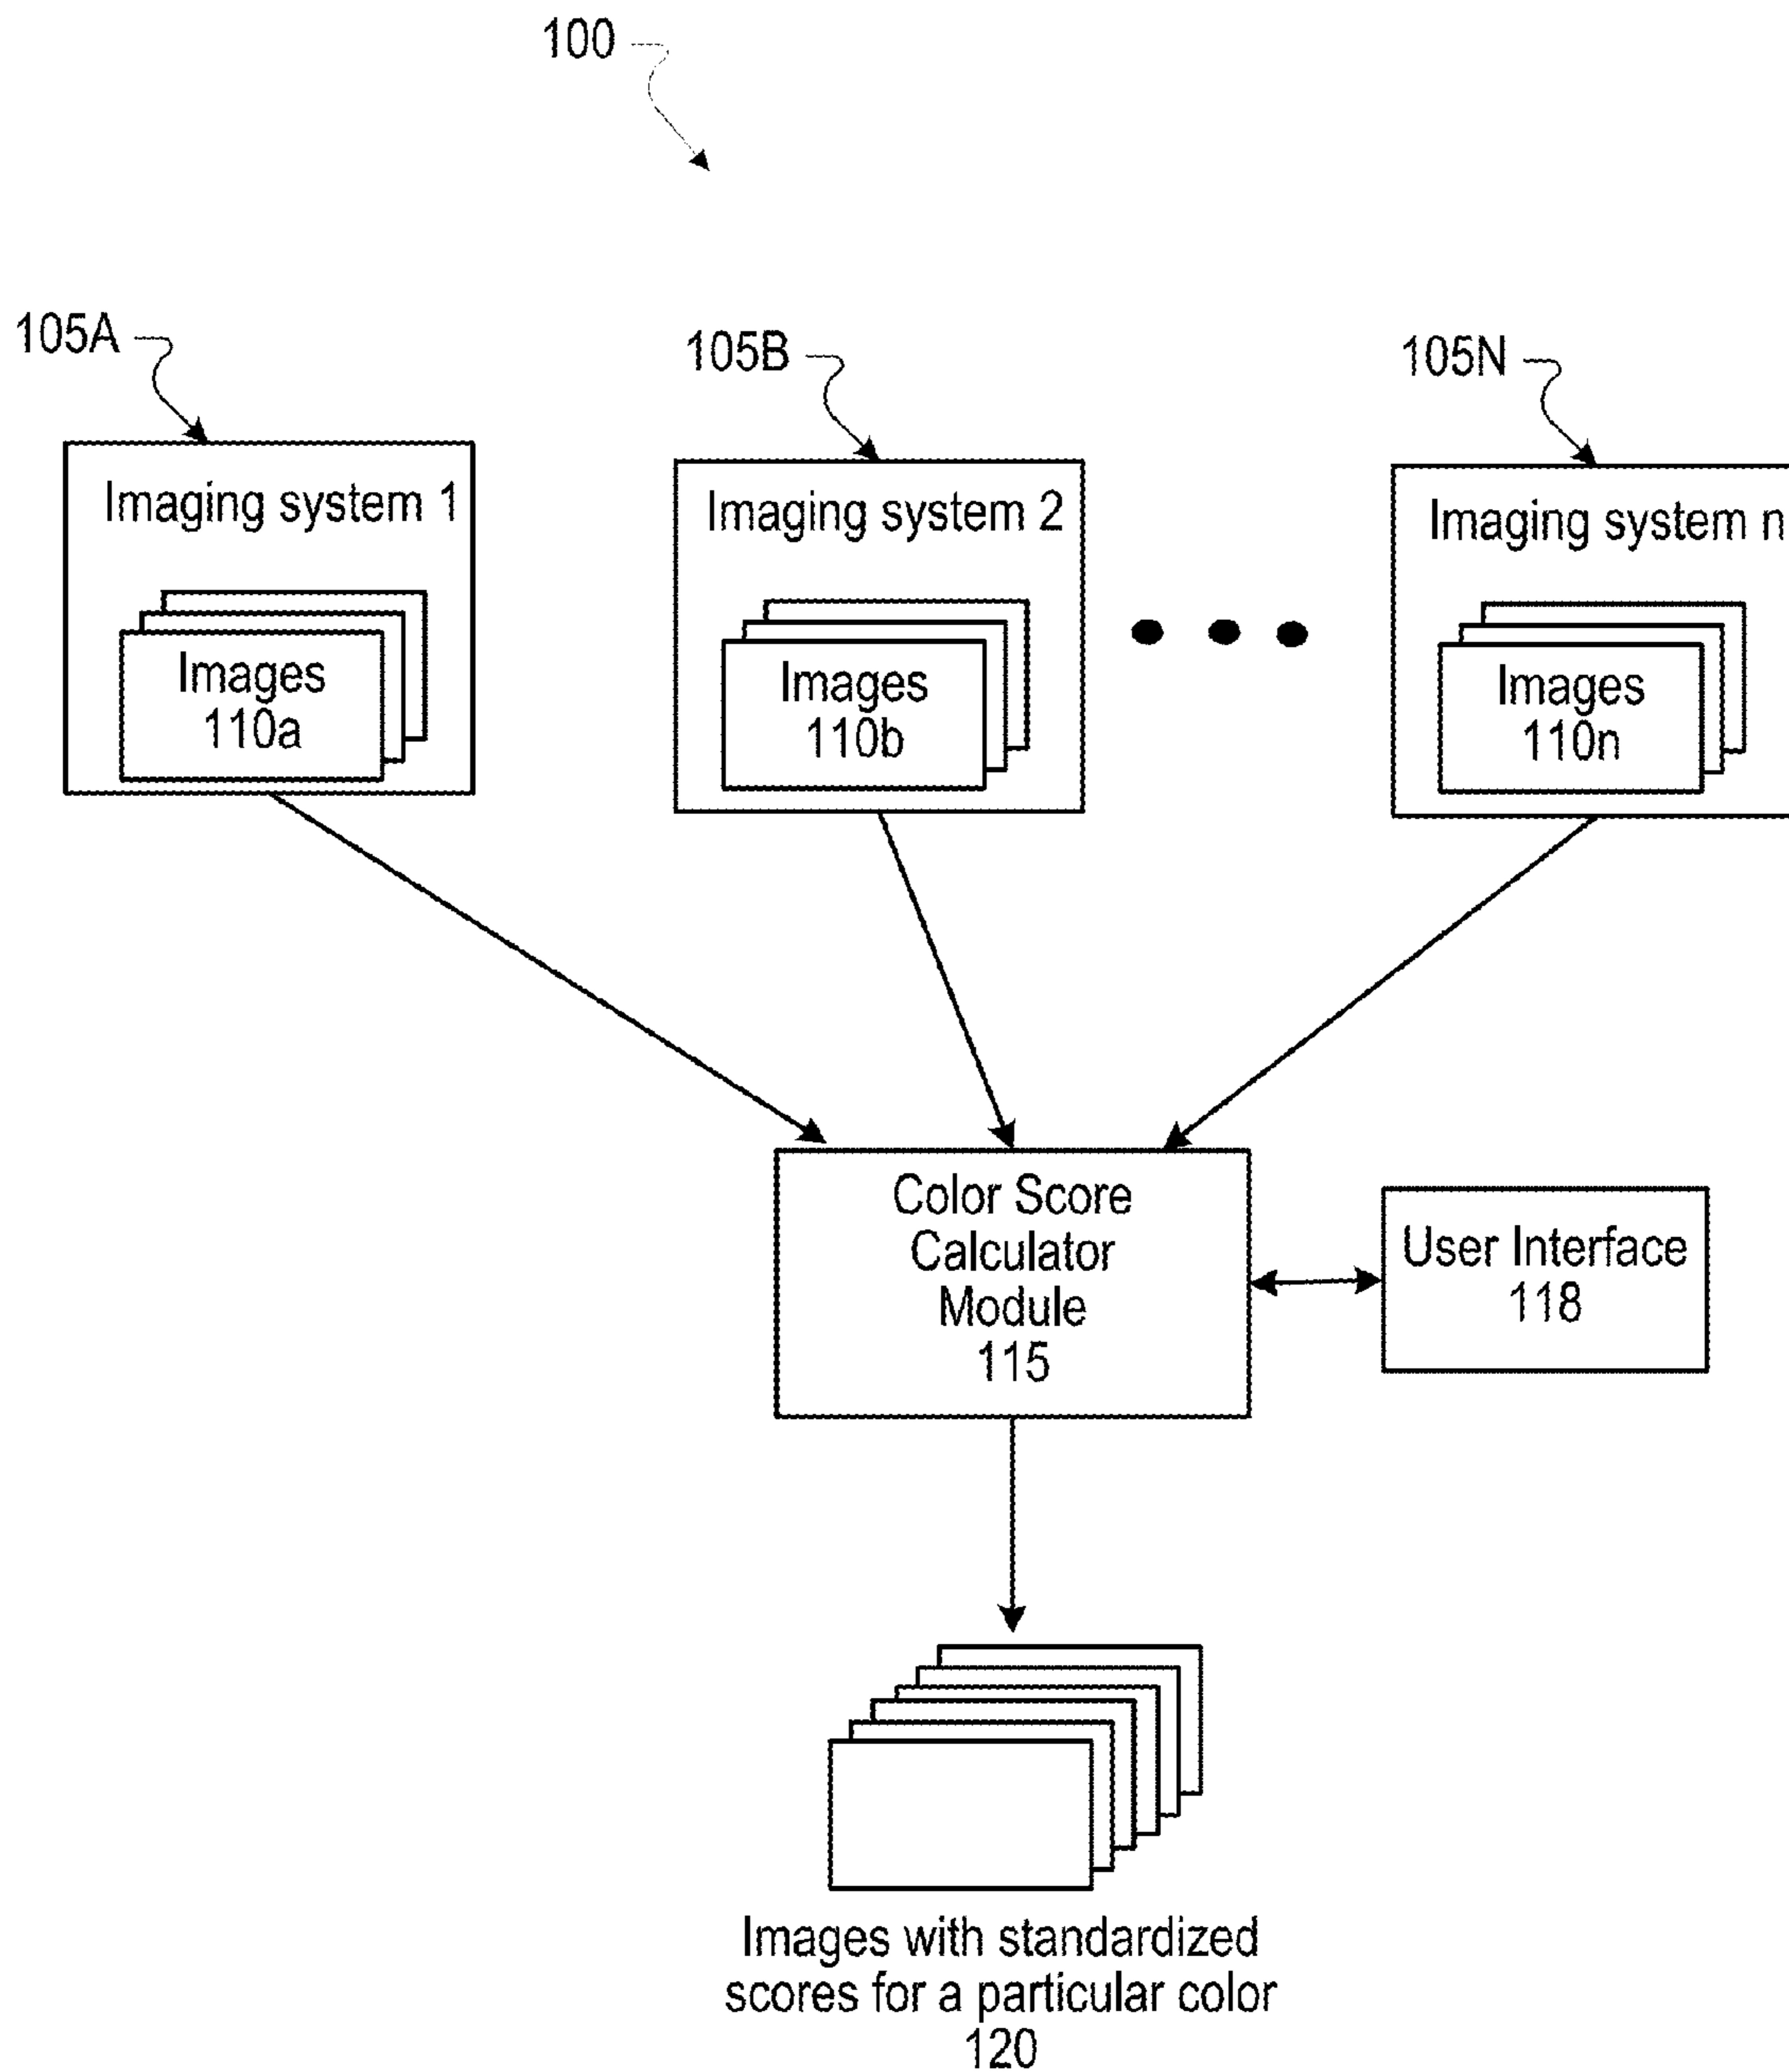 100
105A
105B
105N
Imaging system 1
Imaging system 2
Imaging system n
Images
110a
Images
110b
Images
110n
Color Score
Calculator
Module
115
User Interface
118
Images with standardized
scores for a particular color
120